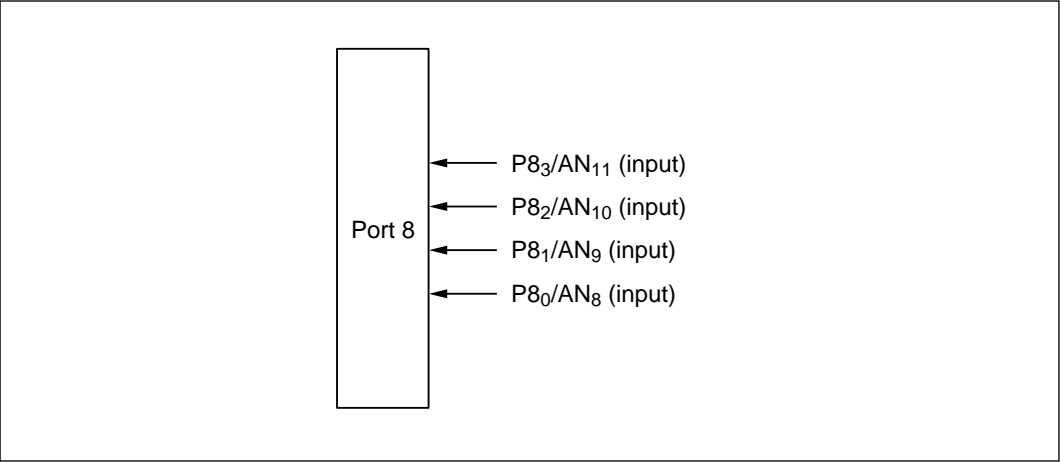 P8₃/AN₁₁ (input)
P8₂/AN₁₀ (input)
Port 8
P8₁/AN₉ (input)
P8₀/AN₈ (input)